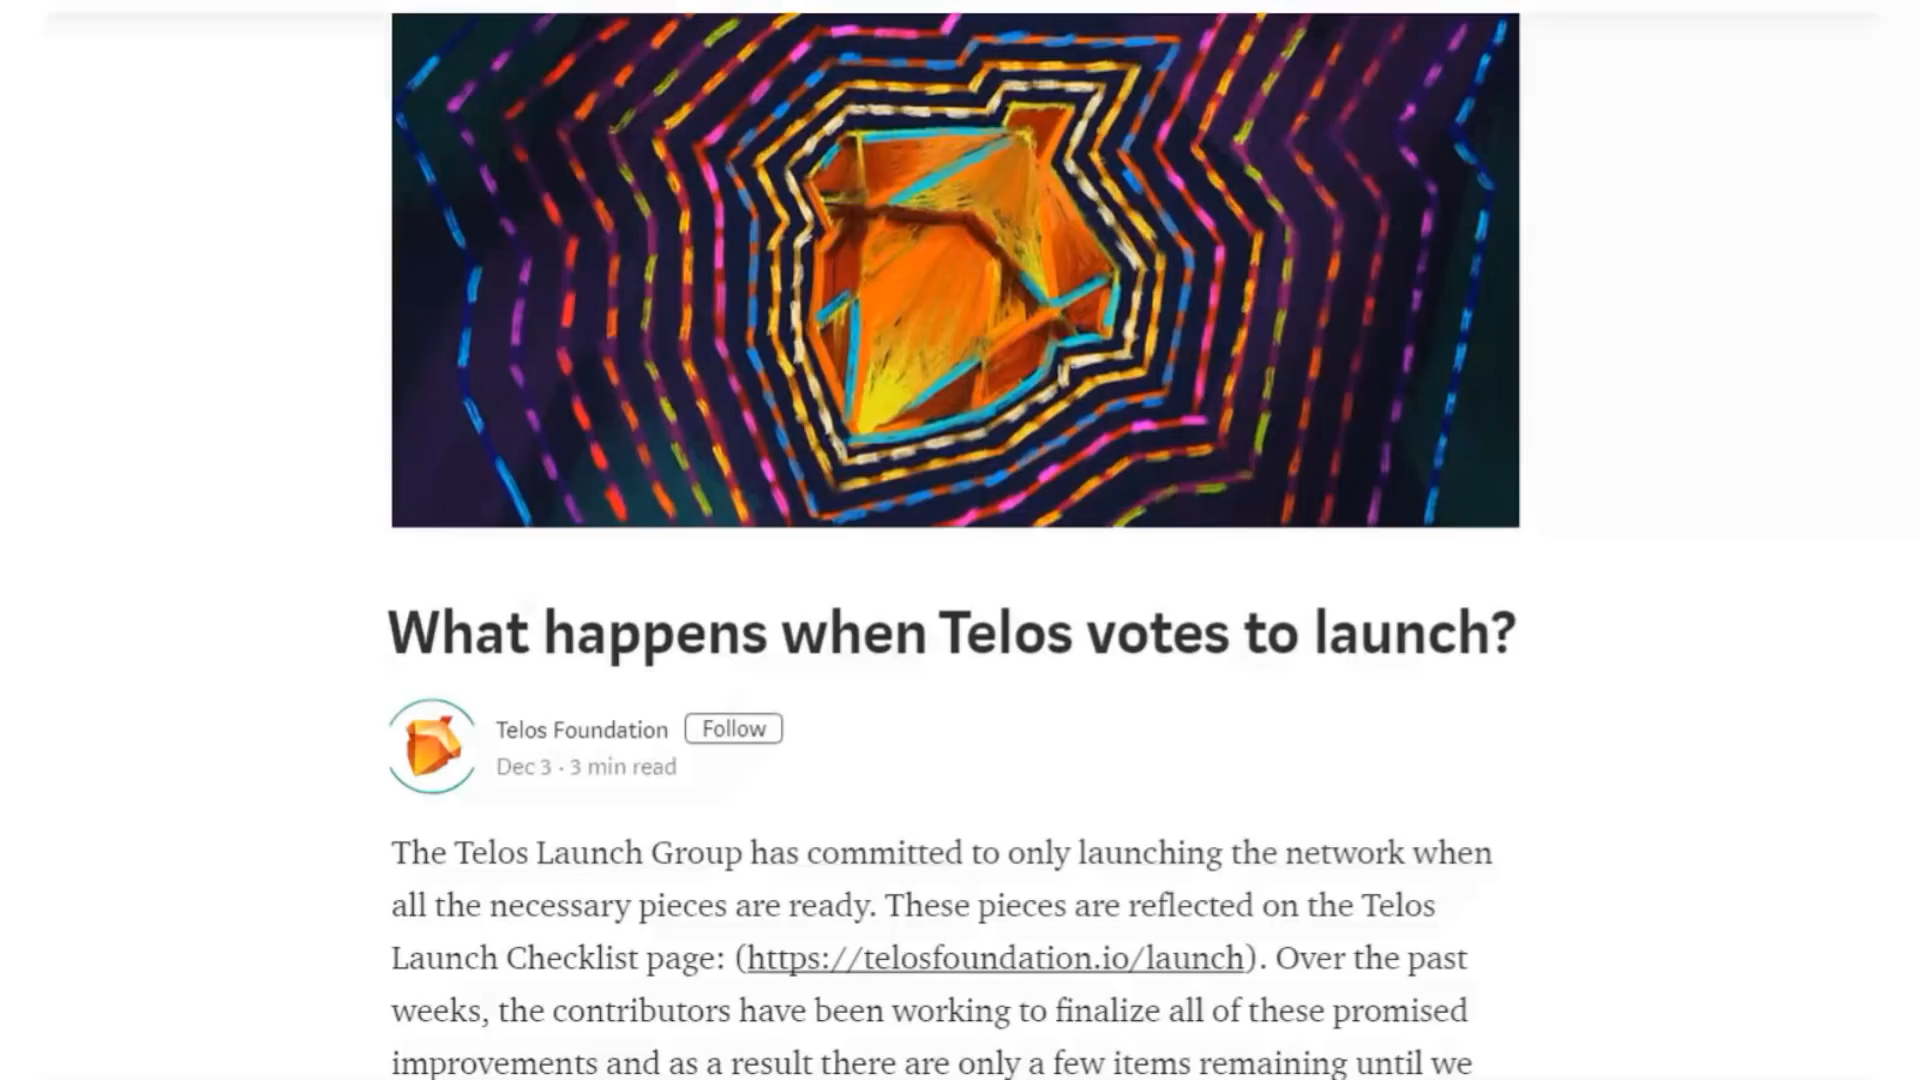 What happens when Telos votes to launch?
Telos Foundation Follow
Dec 3 · 3 min read
The Telos Launch Group has committed to only launching the network when
all the necessary pieces are ready. These pieces are reflected on the Telos
Launch Checklist page: (https://telosfoundation.io/launch). Over the past
weeks, the contributors have been working to finalize all of these promised
improvements and as a result there are only a few items remaining until we